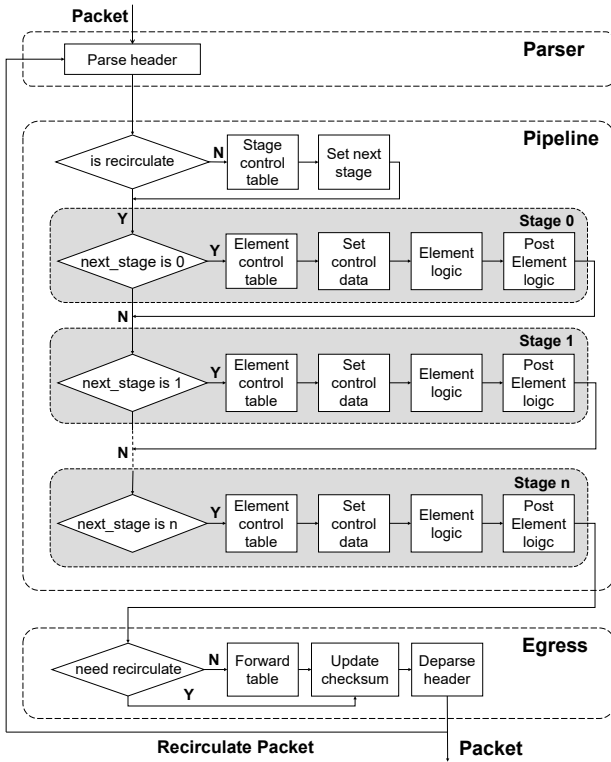 Packet
Parser
Parse header
Pipeline
is recirculate
N
Stage
control
table
Set next
stage
Y
Stage 0
next_stage is 0
Y
Element
control
table
Set
control
data
Element
logic
Post
Element
logic
N
Stage 1
next_stage is 1
Y
Element
control
table
Set
control
data
Element
logic
Post
Element
loigc
N
Stage n
next_stage is n
Y
Element
control
table
Set
control
data
Element
logic
Post
Element
loigc
Egress
need recirculate
N
Y
Forward
table
Update
checksum
Deparse
header
Recirculate Packet
Packet